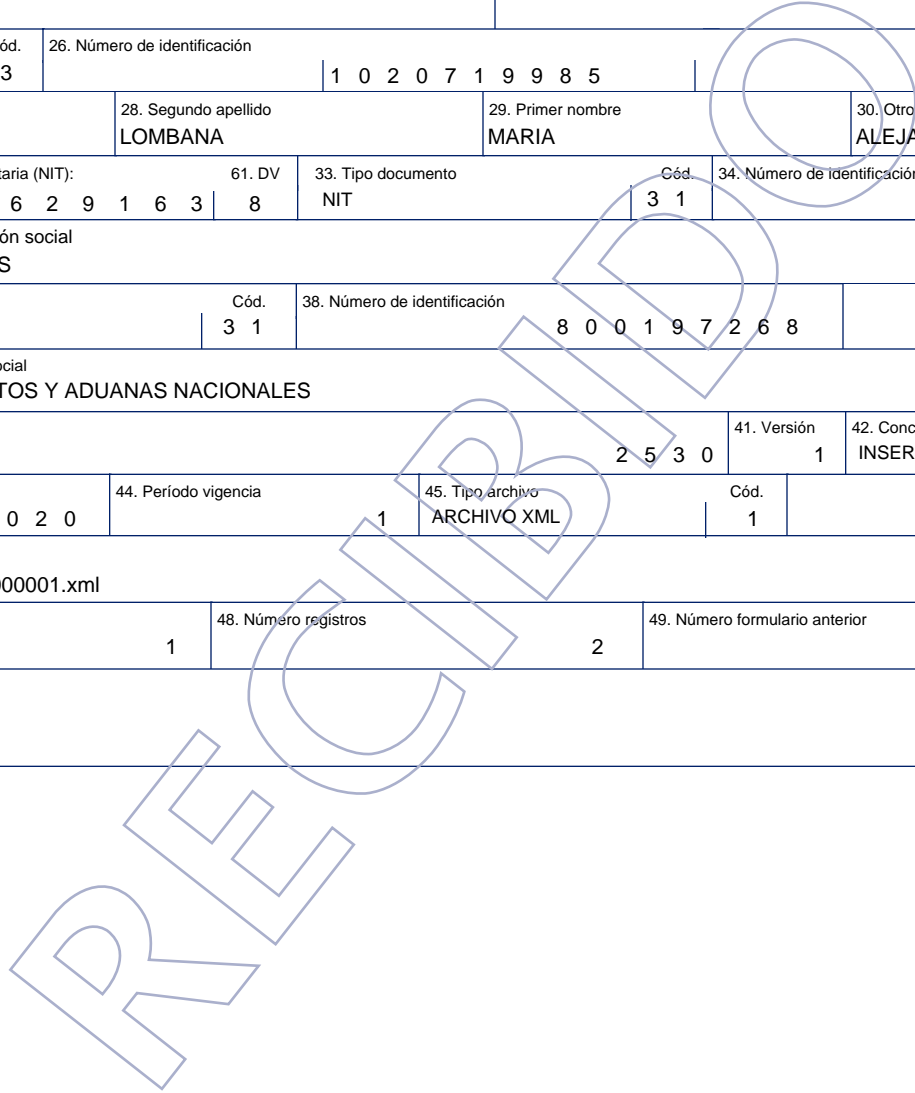 ód. 26. Número de identificación
3 1 0 2 0 7 1 9 9 8 5
28. Segundo apellido 29. Primer nombre 30. Otro
LOMBANA MARIA ALEJA
taria (NIT): 61. DV 33. Tipo documento Cód. 34. Número de identificación
6 2 9 1 6 3 8 NIT 3 1
ón social
S
Cód. 38. Número de identificación
3 1 8 0 0 1 9 7 2 6 8
ocial
TOS Y ADUANAS NACIONALES
41. Versión 42. Conc
2 5 3 0 1 INSER
44. Período vigencia 45. Tipo archivo Cód.
0 2 0 1 ARCHIVO XML 1
000001.xml
48. Número registros 49. Número formulario anterior
1 2
RECIBIDO